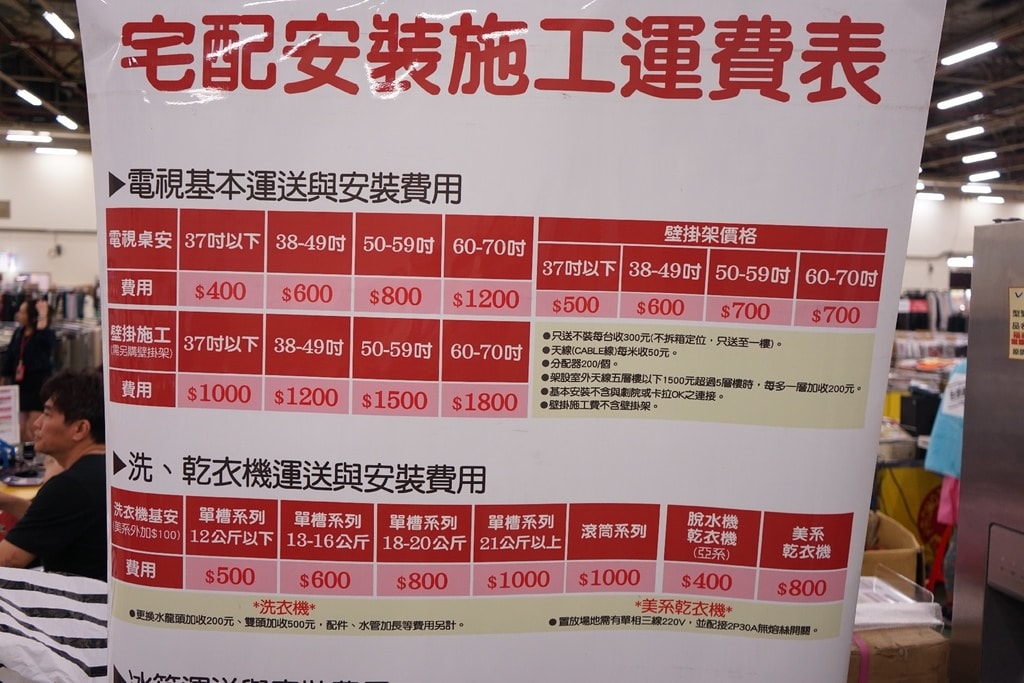 宅配安裝施工運費表
▶電視基本運送與安裝費用
電視桌安 37吋以下 38-49吋 50-59吋 60-70吋
費用 $400 $600 $800 $1200
壁掛施工 37吋以下 38-49吋 50-59吋 60-70吋
(需另購壁掛架)
費用 $1000 $1200 $1500 $1800
壁掛架價格
37吋以下 38-49吋 50-59吋 60-70吋
$500 $600 $700 $700
●只送不裝每台收300元(不拆箱定位，只送至一樓)。
●天線(CABLE線)每米收50元。
●分配器200/個。
●架設室外天線五層樓以下1500元超過5層樓時，每多一層加收200元。
●基本安裝不含與劇院或卡拉OK之連接。
●壁掛施工費不含壁掛架。
▶洗、乾衣機運送與安裝費用
洗衣機基安 單槽系列 單槽系列 單槽系列 單槽系列 滾筒系列 脫水機 美系
(美系外加$100) 12公斤以下 13-16公斤 18-20公斤 21公斤以上 乾衣機 乾衣機
(亞系)
費用 $500 $600 $800 $1000 $1000 $400 $800
*洗衣機*
●更換水龍頭加收200元、雙頭加收500元，配件、水管加長等費用另計。
*美系乾衣機*
●置放場地需有單相三線220V，並配接2P30A無熔絲開關。